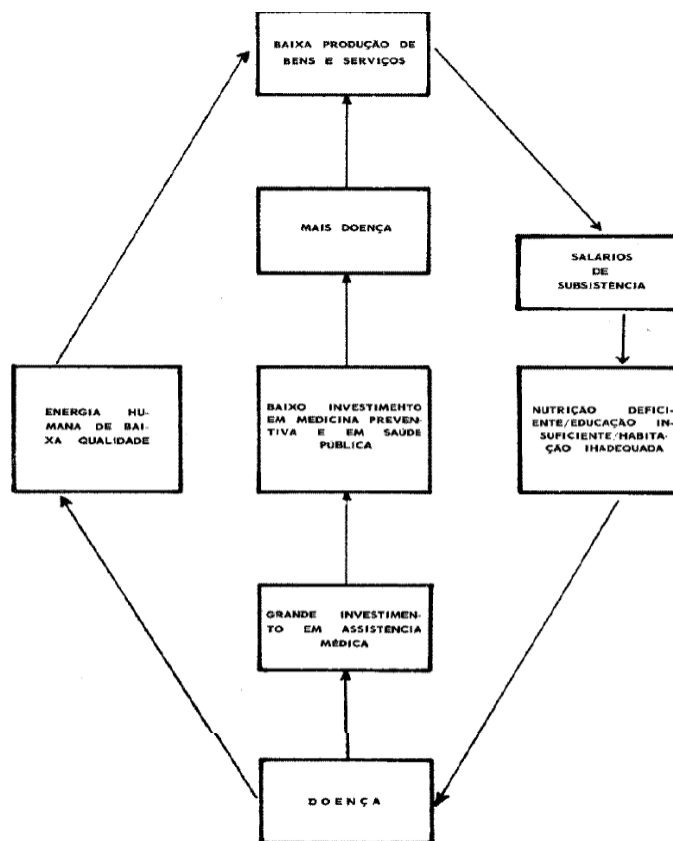 BAIXA PRODUÇÃO DE
BENS E SERVIÇOS
MAIS DOENÇA
SALÁRIOS
DE
SUBSISTÊNCIA
ENERGIA HU-
MANA DE BAI-
XA QUALIDADE
BAIXO INVESTIMENTO
EM MEDICINA PREVEN-
TIVA E EM SAÚDE
PÚBLICA
NUTRIÇÃO DEFICI-
ENTE/EDUCAÇÃO IN-
SUFICIENTE/HABITA-
ÇÃO IHADEQUADA
GRANDE INVESTIMEN-
TO EM ASSISTÊNCIA
MÉDICA
DOENÇA